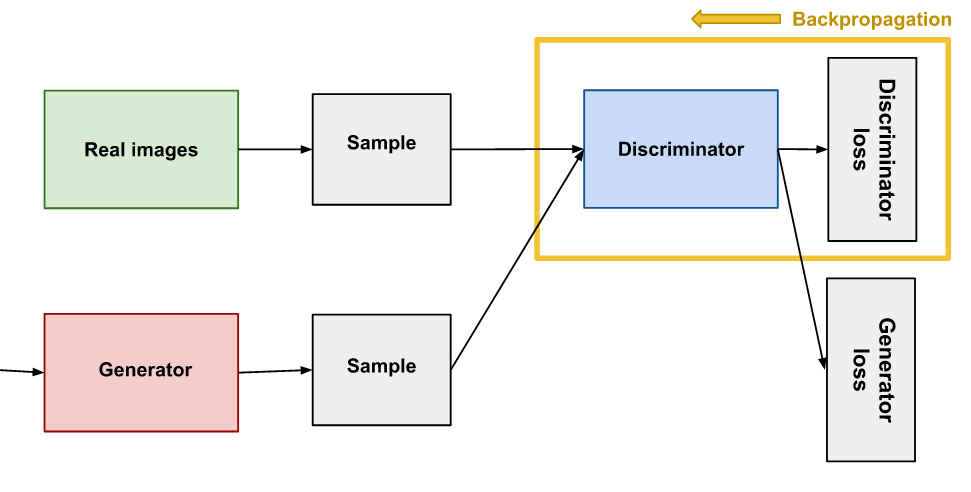 Backpropagation
Real images
Sample
Discriminator
Discriminator
loss
Generator
Sample
Generator
loss